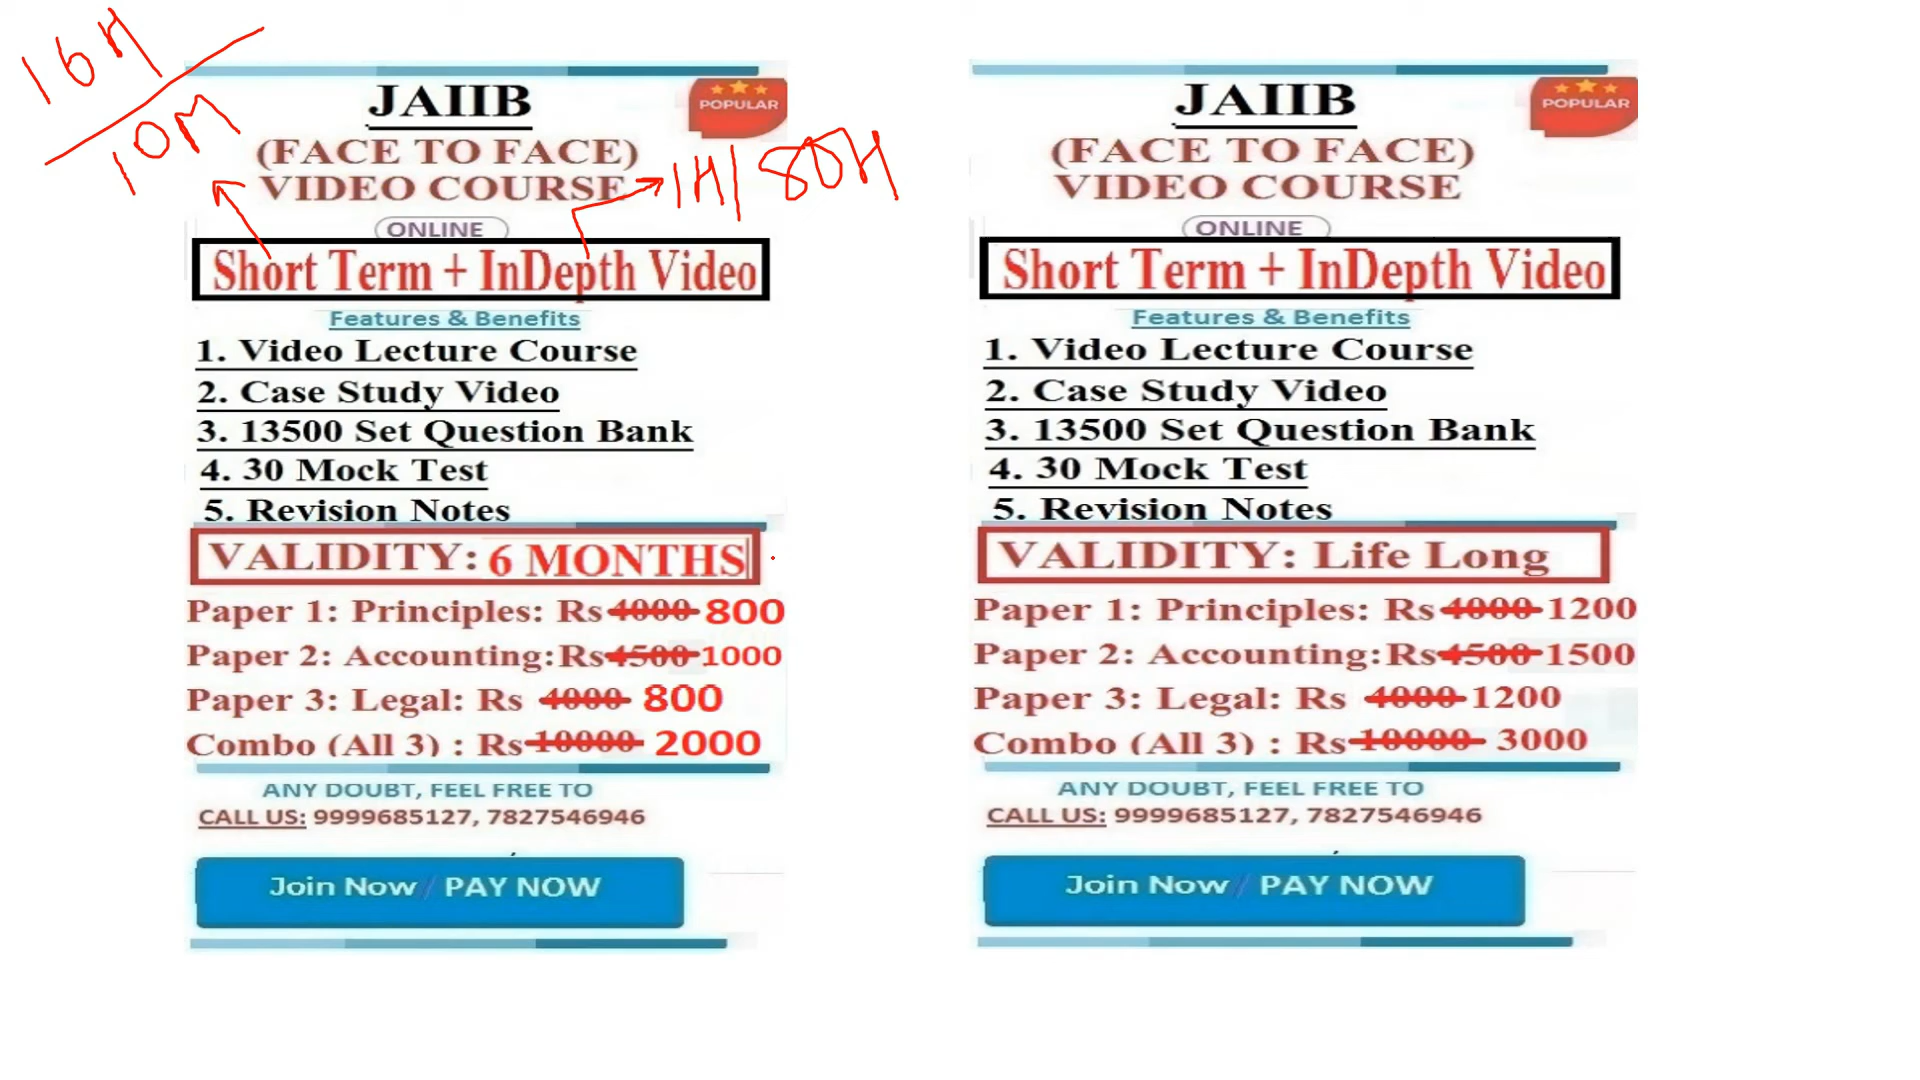 16H
10M
JAIIB
POPULAR
(FACE TO FACE)
VIDEO COURSE
1H/80H
ONLINE
Short Term + InDepth Video
Features & Benefits
1. Video Lecture Course
2. Case Study Video
3. 13500 Set Question Bank
4. 30 Mock Test
5. Revision Notes
VALIDITY: 6 MONTHS
Paper 1: Principles: Rs 4000 800
Paper 2: Accounting:Rs 4500 1000
Paper 3: Legal: Rs 4000 800
Combo (All 3) : Rs 10000 2000
ANY DOUBT, FEEL FREE TO
CALL US: 9999685127, 7827546946
Join Now / PAY NOW
JAIIB
POPULAR
(FACE TO FACE)
VIDEO COURSE
ONLINE
Short Term + InDepth Video
Features & Benefits
1. Video Lecture Course
2. Case Study Video
3. 13500 Set Question Bank
4. 30 Mock Test
5. Revision Notes
VALIDITY: Life Long
Paper 1: Principles: Rs 4000 1200
Paper 2: Accounting:Rs 4500 1500
Paper 3: Legal: Rs 4000 1200
Combo (All 3) : Rs 10000 3000
ANY DOUBT, FEEL FREE TO
CALL US: 9999685127, 7827546946
Join Now / PAY NOW